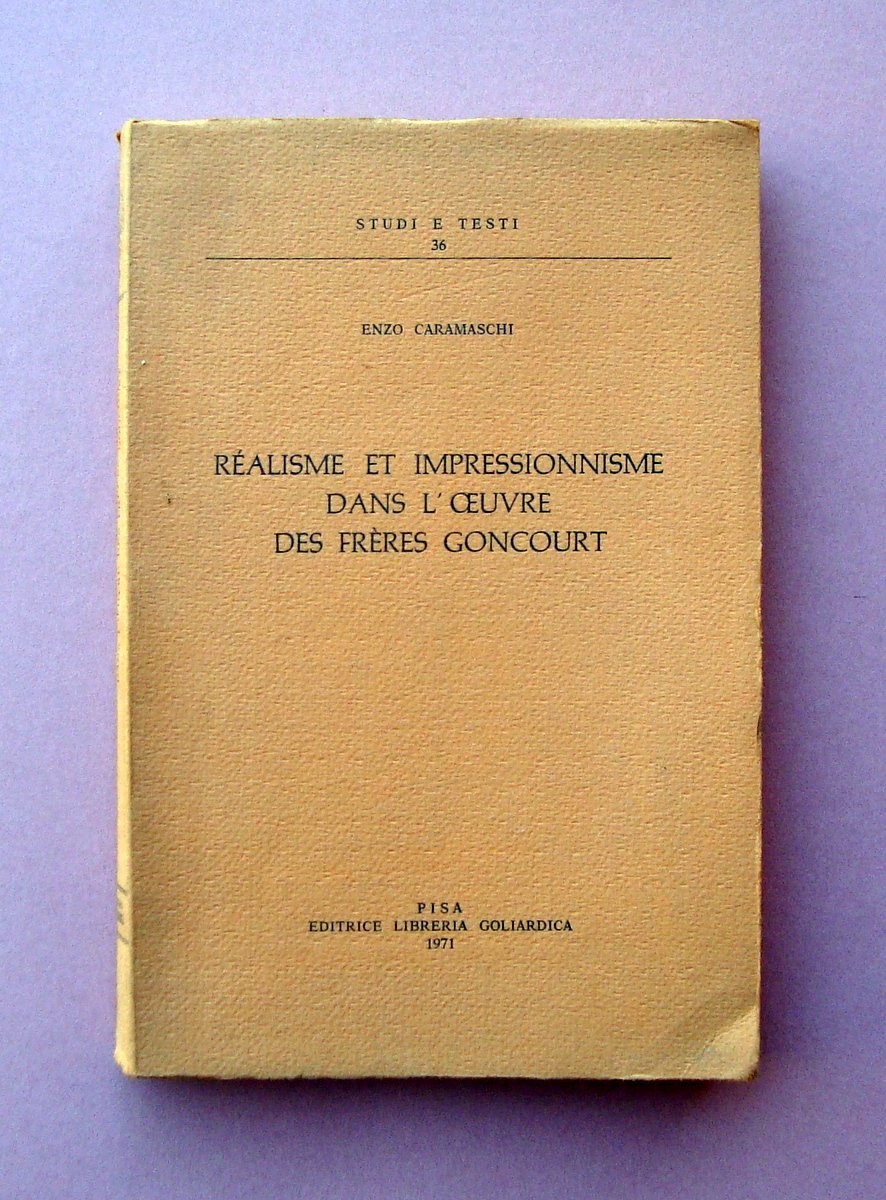 STUDI E TESTI
36
ENZO CARAMASCHI
RÉALISME ET IMPRESSIONNISME
DANS L'ŒUVRE
DES FRÈRES GONCOURT
PISA
EDITRICE LIBRERIA GOLIARDICA
1971